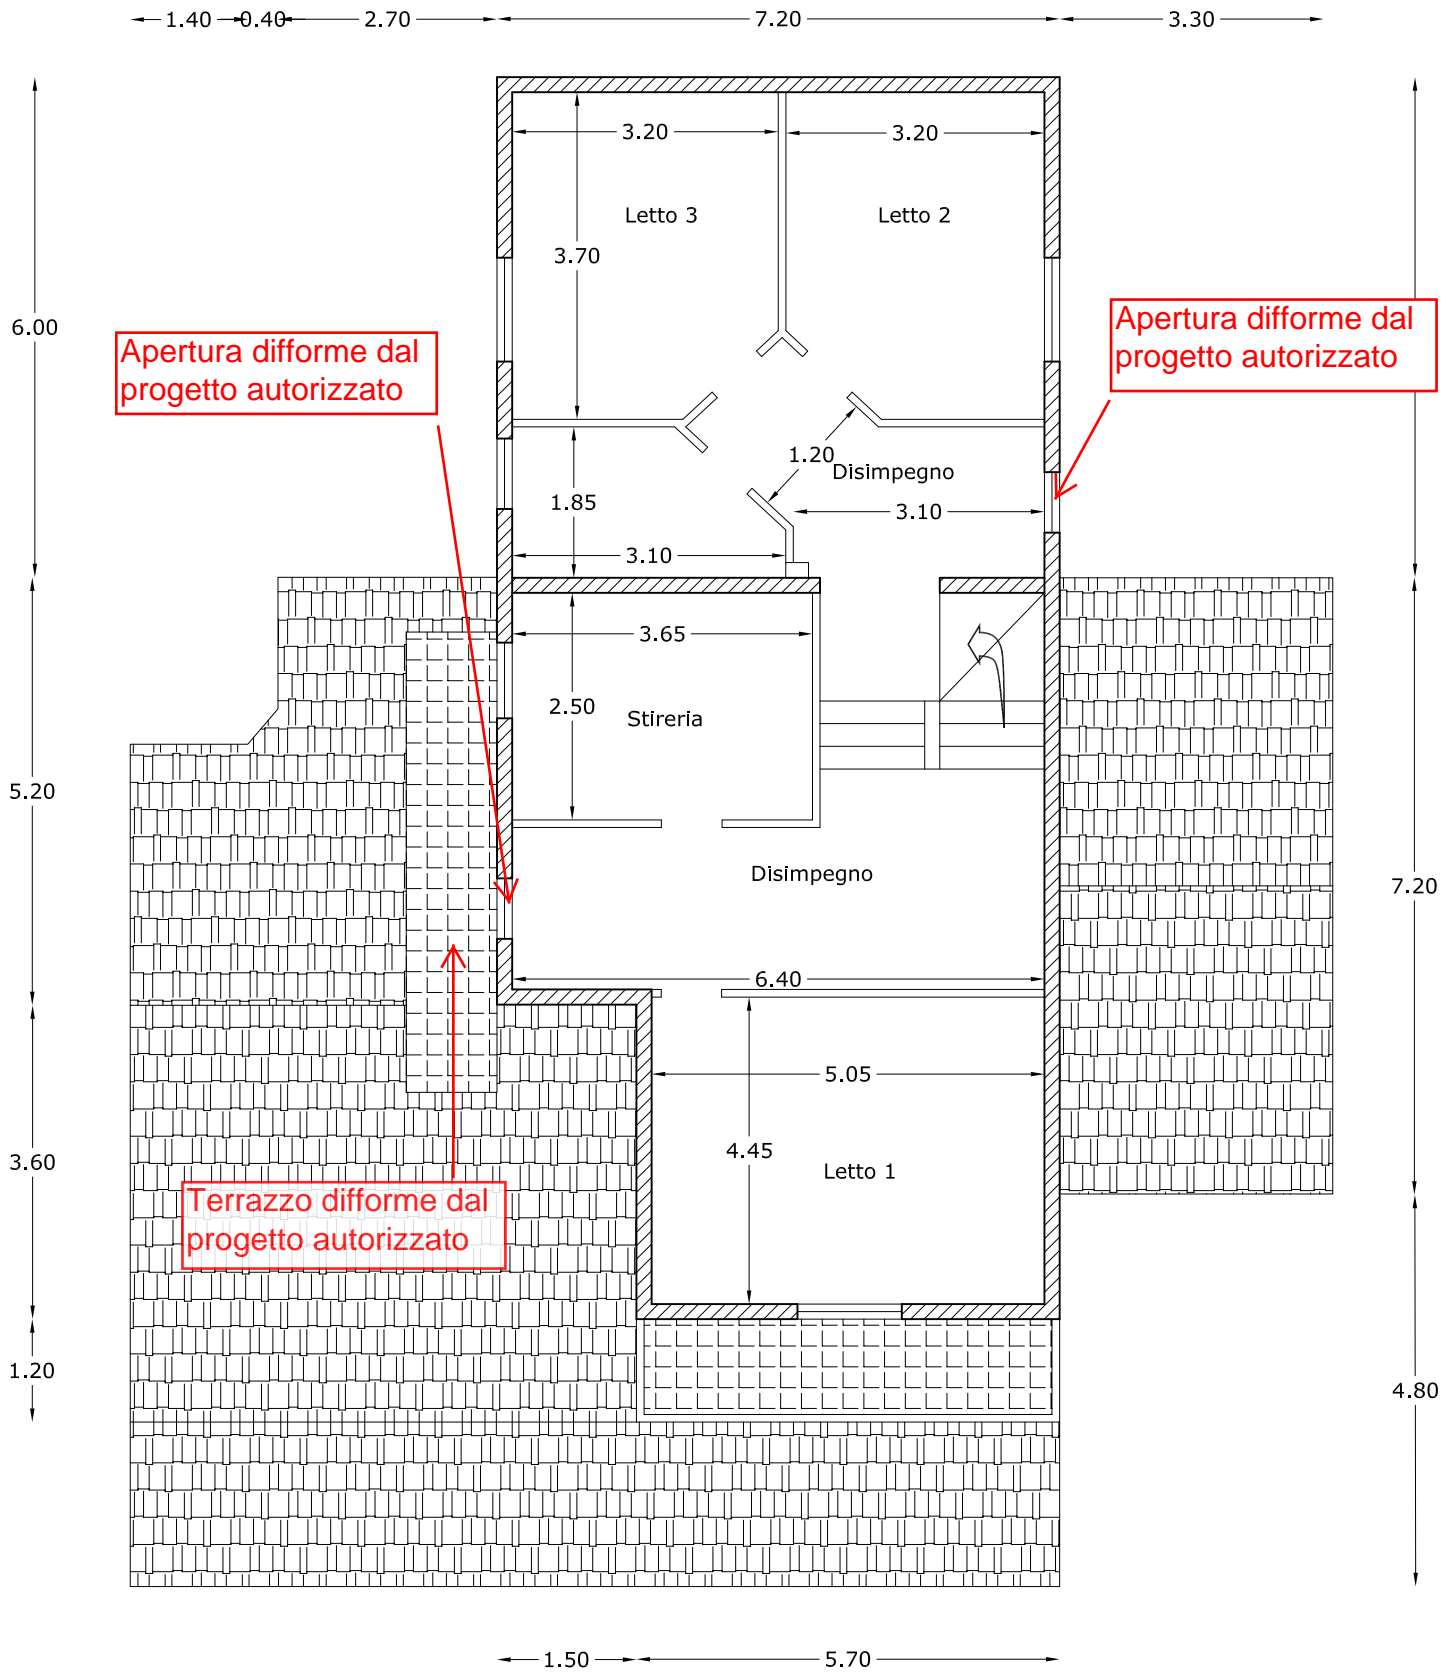 1.40 0.40 2.70 7.20 3.30
3.20 3.20
Letto 3 Letto 2
3.70
6.00
Apertura difforme dal
progetto autorizzato
Apertura difforme dal
progetto autorizzato
1.20
Disimpegno
1.85 3.10
3.10
3.65
2.50 Stireria
5.20
Disimpegno
7.20
6.40
5.05
4.45
3.60
Letto 1
Terrazzo difforme dal
progetto autorizzato
1.20
4.80
1.50 5.70